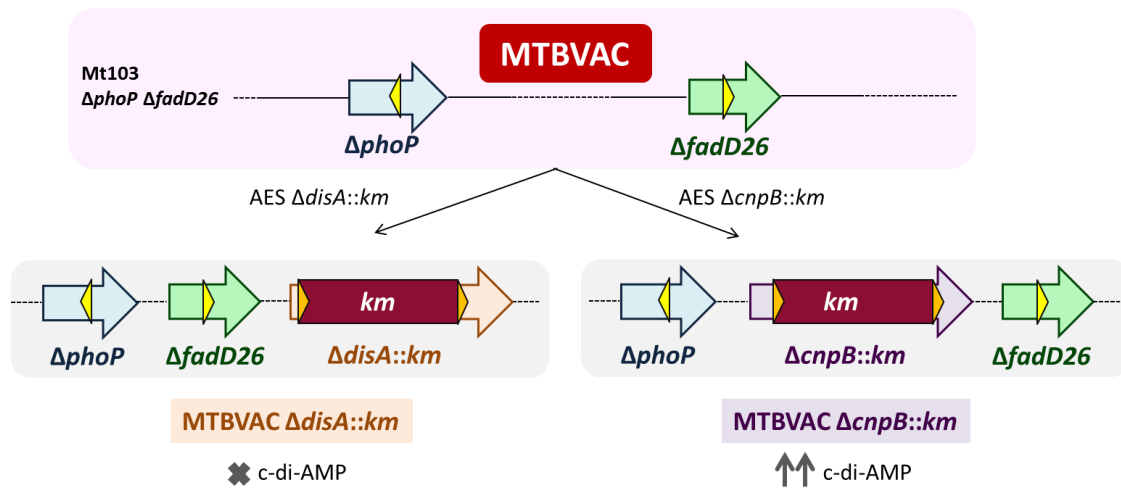 MTBVAC
Mt103
ΔphoP ΔfadD26
ΔphoP
ΔfadD26
AES ΔdisA::km
AES ΔcnpB::km
km
km
ΔphoP
ΔfadD26
ΔdisA::km
ΔphoP
ΔcnpB::km
ΔfadD26
MTBVAC ΔdisA::km
MTBVAC ΔcnpB::km
c-di-AMP
c-di-AMP